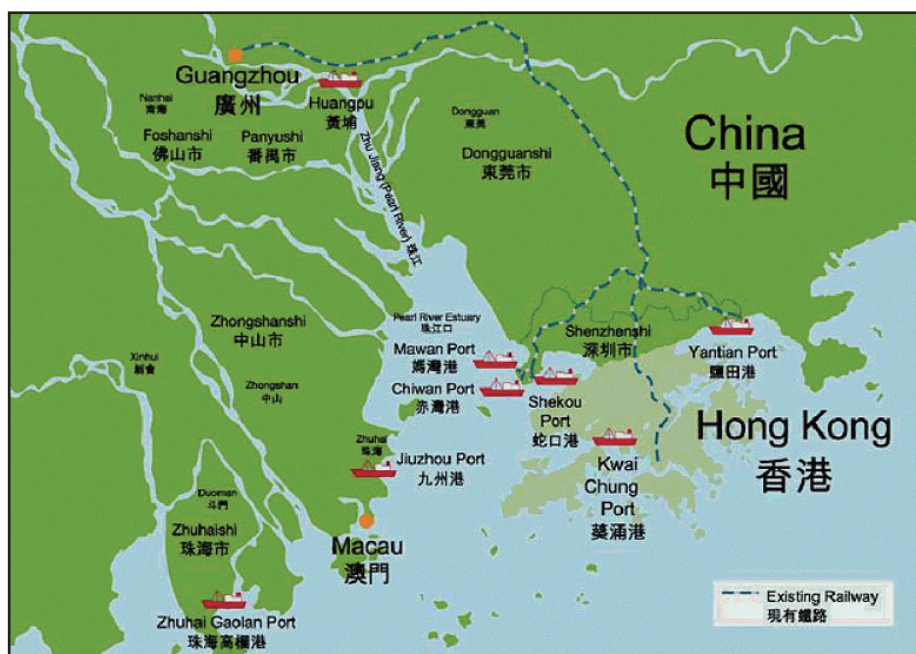 Guangzhou
廣州
Huangpu
黃埔
Nanhai
南海
Foshanshi
佛山市
Panyushi
番禺市
Zhu Jiang (Pearl River) 珠江
Dongguan
東莞
Dongguanshi
東莞市
China
中國
Pearl River Estuary
珠江口
Zhongshanshi
中山市
Shenzhenshi
深圳市
Mawan Port
媽灣港
Yantian Port
鹽田港
Xinhui
新會
Zhongshan
中山
Chiwan Port
赤灣港
Shekou
Port
蛇口港
Hong Kong
香港
Zhuhai
珠海
Jiuzhou Port
九州港
Kwai
Chung
Port
葵涌港
Duomen
斗門
Zhuhaishi
珠海市
Macau
澳門
Zhuhai Gaolan Port
珠海高欄港
Existing Railway
現有鐵路